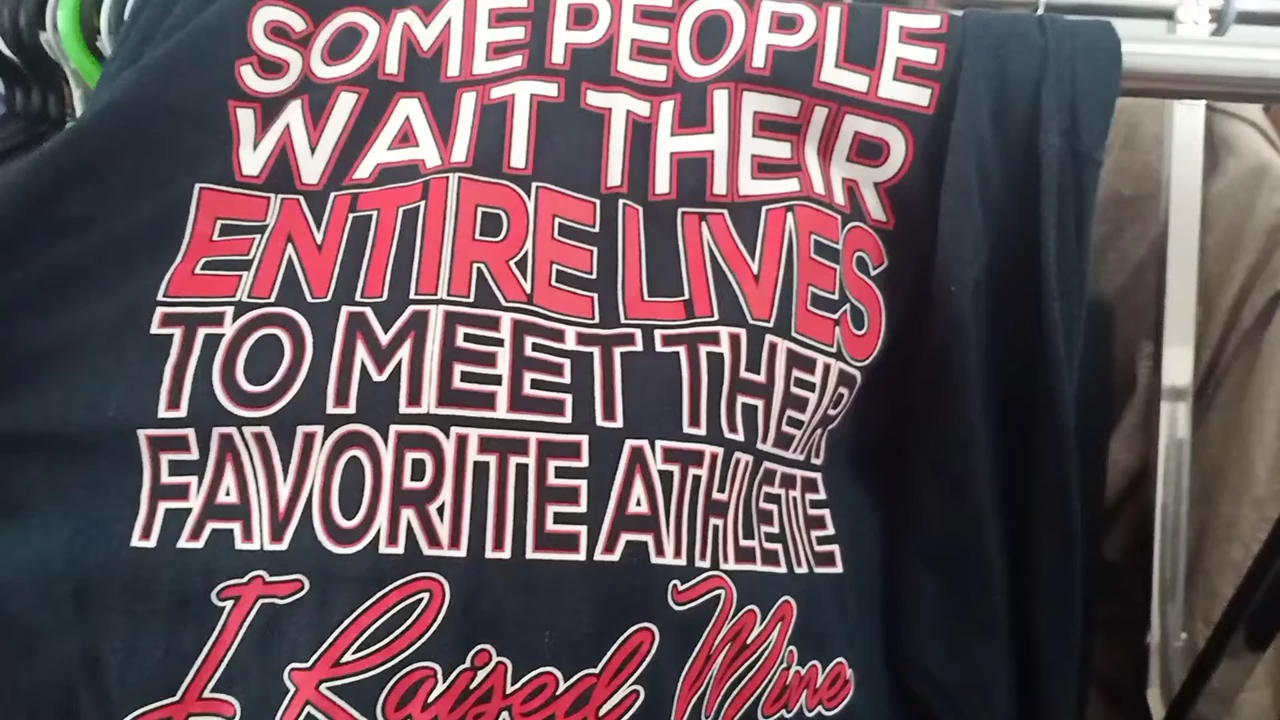 SOME PEOPLE
WAIT THEIR
ENTIRE LIVES
TO MEET THEIR
FAVORITE ATHLETE
I Raised Mine